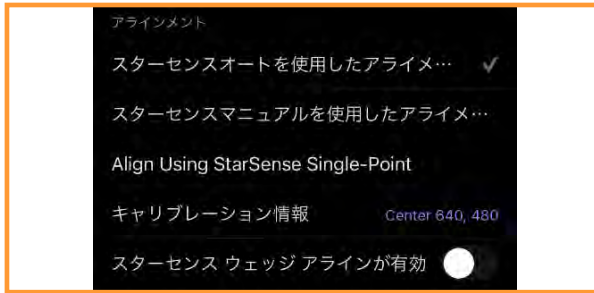 アラインメント
スターセンスオートを使用したアライメ…
スターセンスマニュアルを使用したアライメ…
Align Using StarSense Single-Point
キャリブレーション情報 Center 640, 480
スターセンス ウェッジ アラインが有効